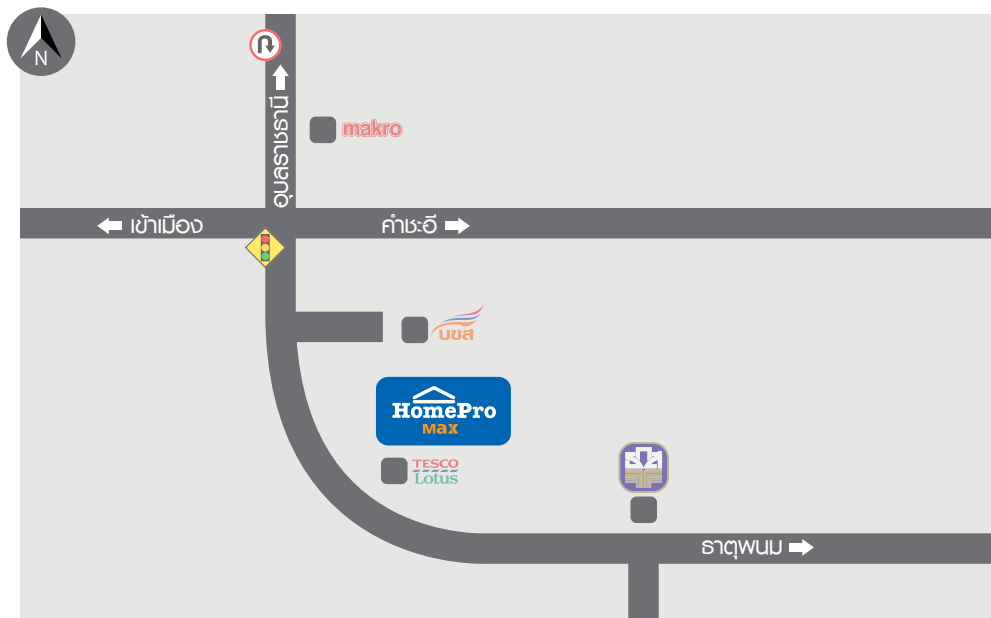 N
อุบลราชธานี
makro
เข้าเมือง
คำชะอี
บขส
HomePro
Max
TESCO
Lotus
ธาตุพนม